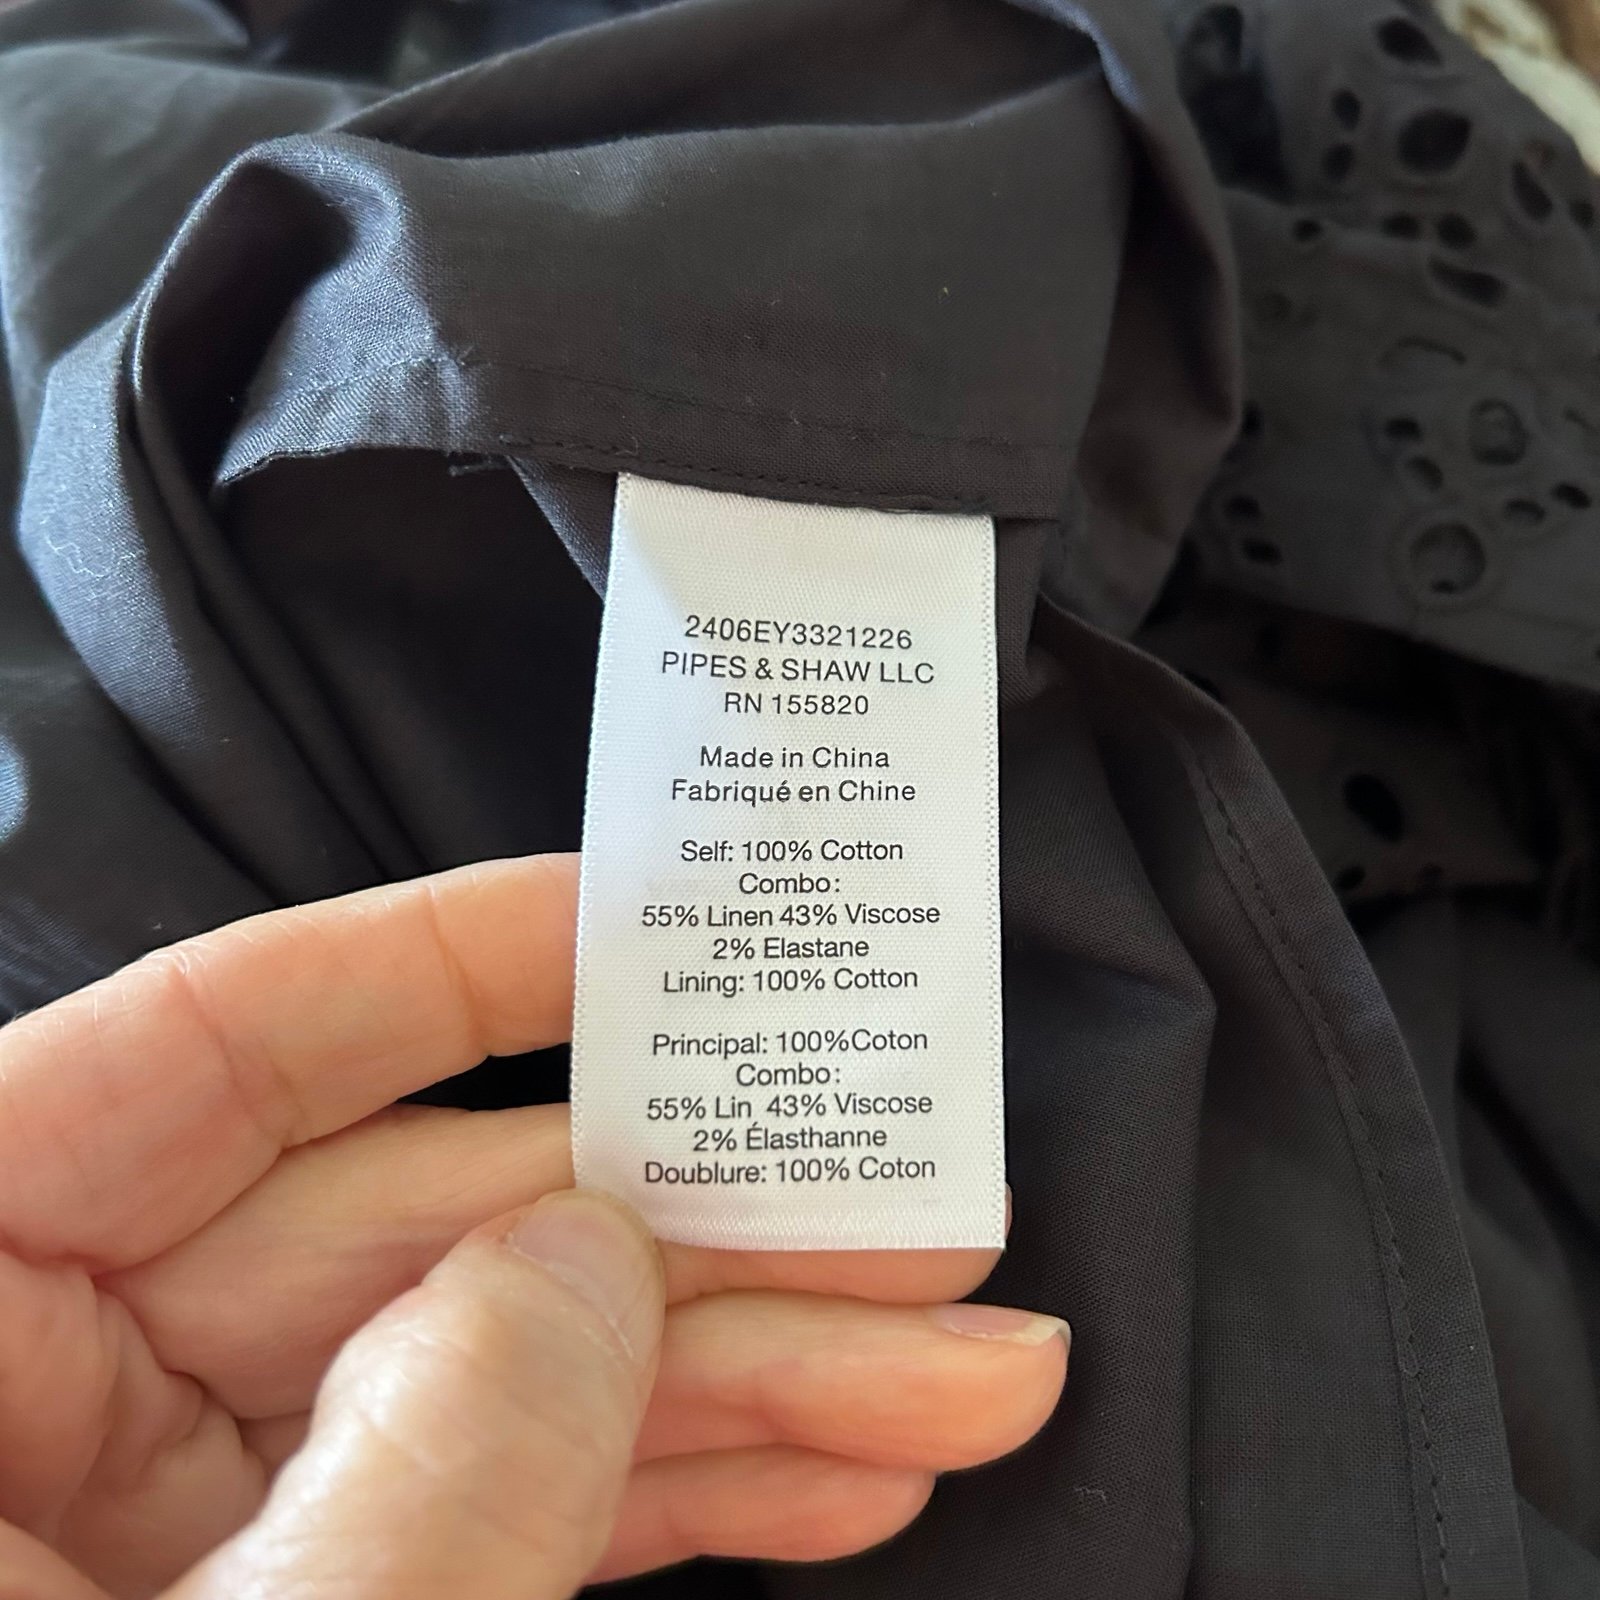 2406EY3321226
PIPES & SHAW LLC
RN 155820
Made in China
Fabriqué en Chine
Self: 100% Cotton
Combo:
55% Linen 43% Viscose
2% Elastane
Lining: 100% Cotton
Principal: 100%Coton
Combo:
55% Lin 43% Viscose
2% Élasthanne
Doublure: 100% Coton